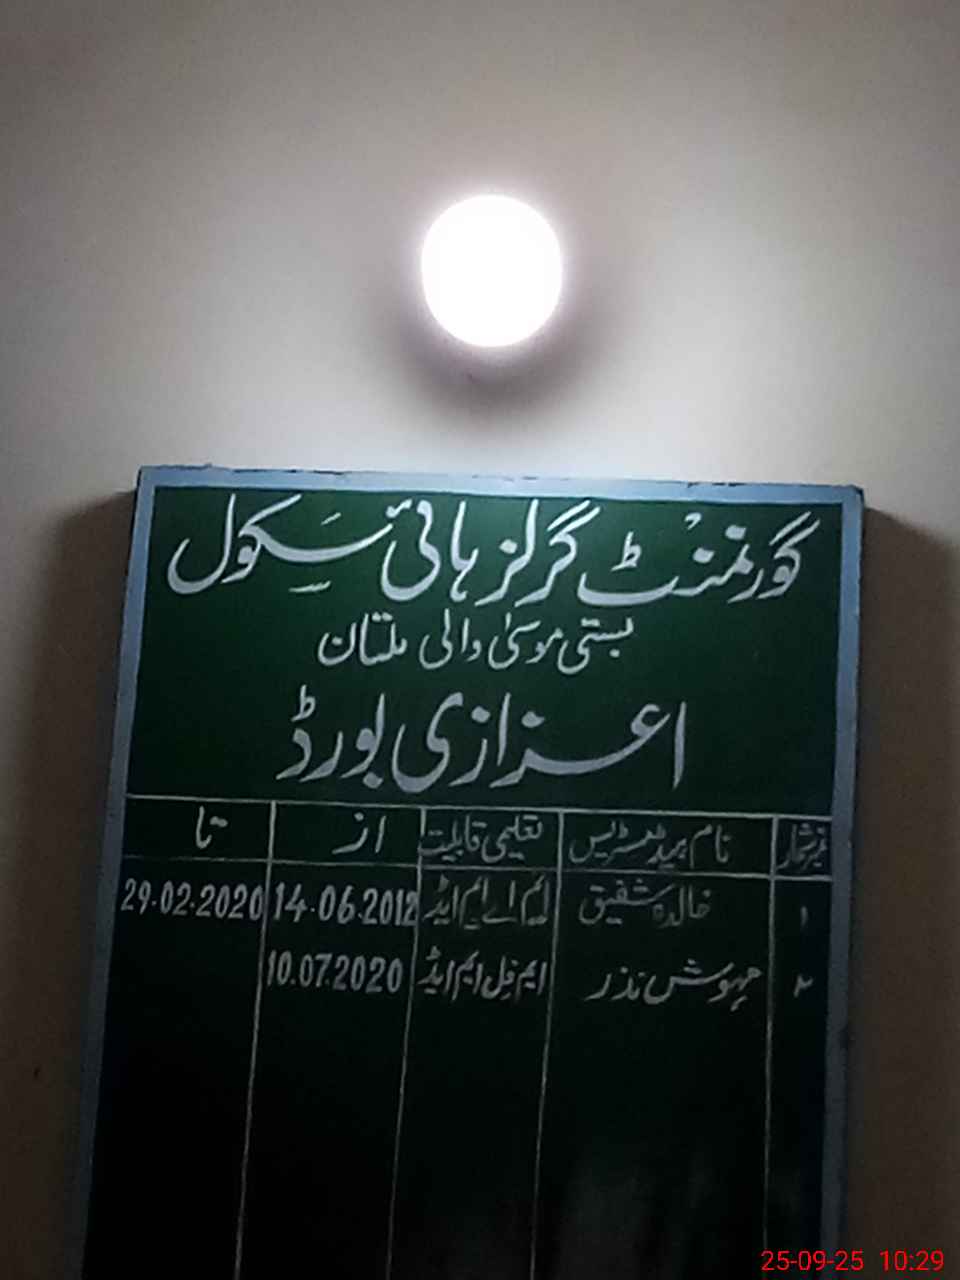 گورنمنٹ گرلز ہائی سکول
بستی موسیٰ والی ملتان
اعزازی بورڈ
نمبر شمار نام ہیڈ مسٹریس تعلیمی قابلیت از تا
۱ خالدہ شفیق ایم اے ایم ایڈ 14.06.2012 29.02.2020
۲ مہوش نذر ایم فل ایم ایڈ 10.07.2020
25-09-25 10:29